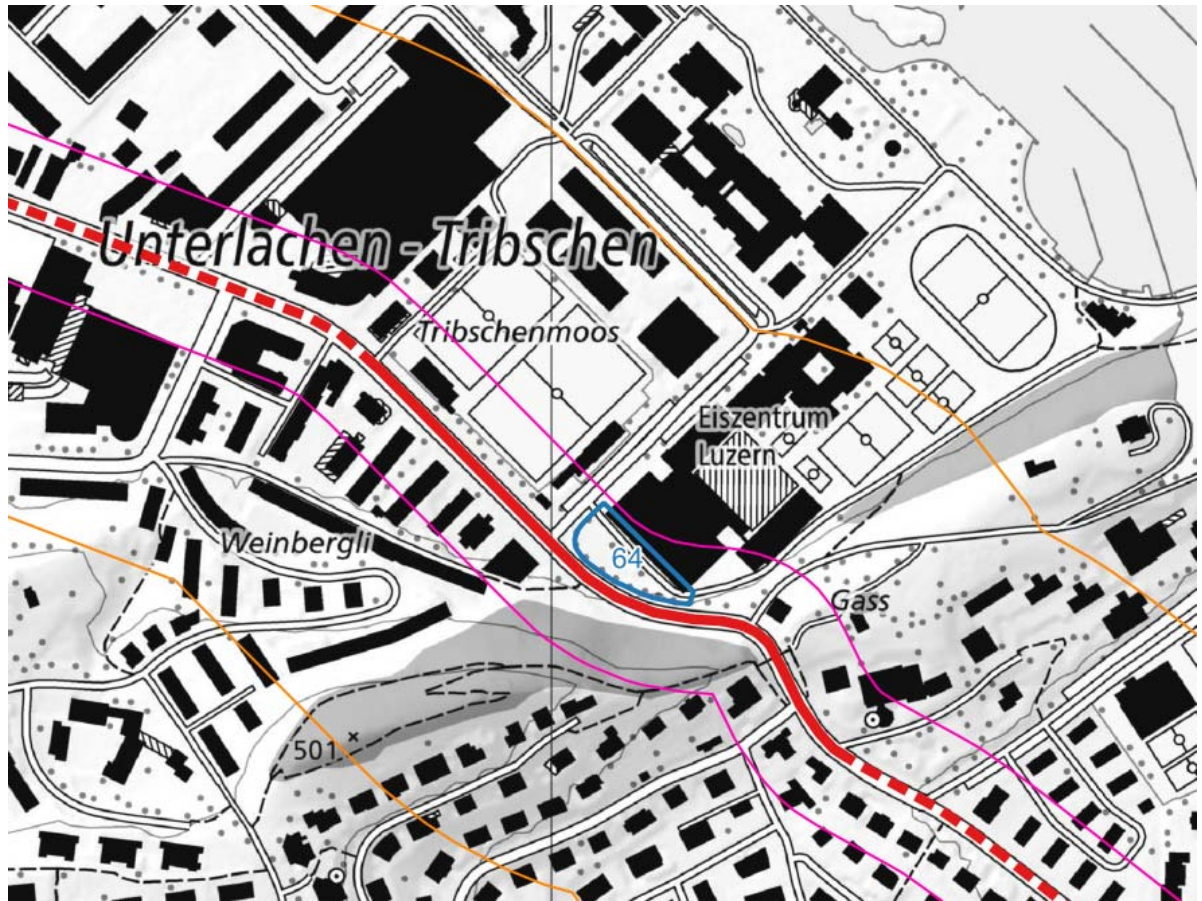 Unterlachen - Tribschen
Tribschenmoos
Eiszentrum
Luzern
Weinbergli
64
Gass
501